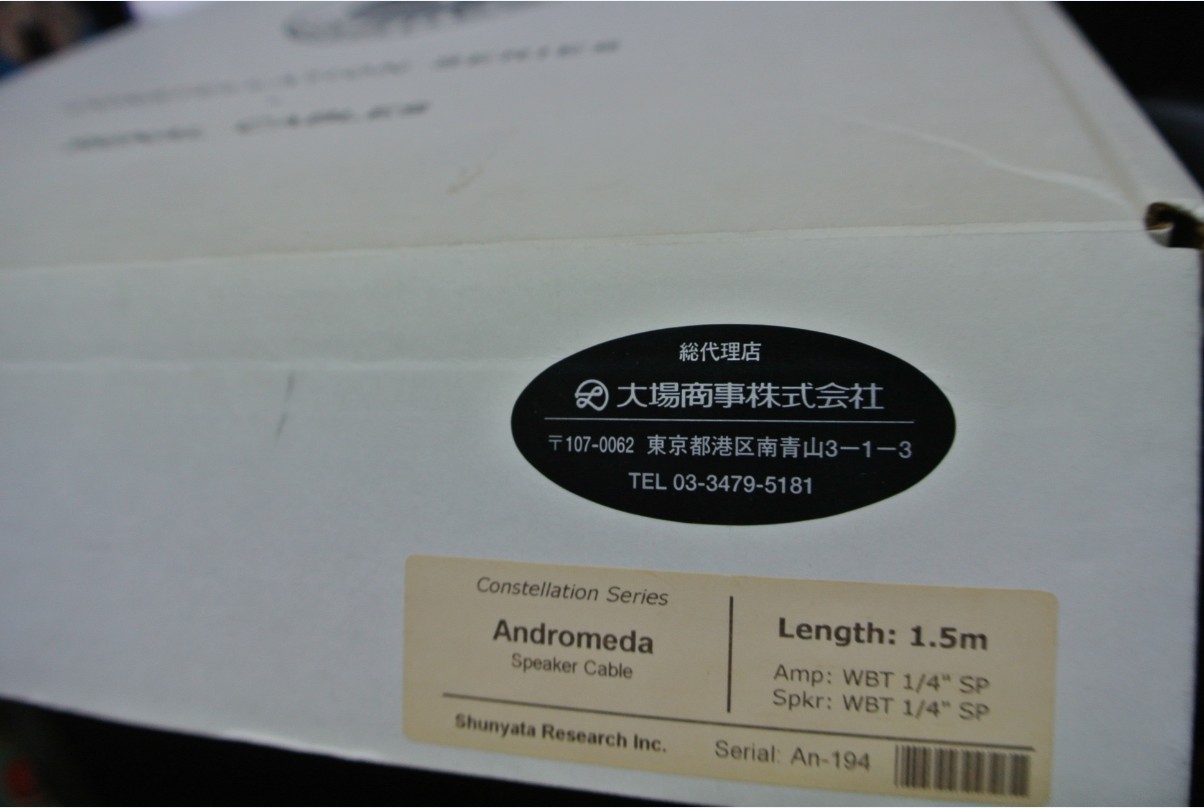 SERIES
CABLES
総代理店
大場商事株式会社
〒107-0062 東京都港区南青山3－1－3
TEL 03-3479-5181
Constellation Series
Andromeda
Speaker Cable
Length: 1.5m
Amp: WBT 1/4" SP
Spkr: WBT 1/4" SP
Shunyata Research Inc.
Serial: An-194